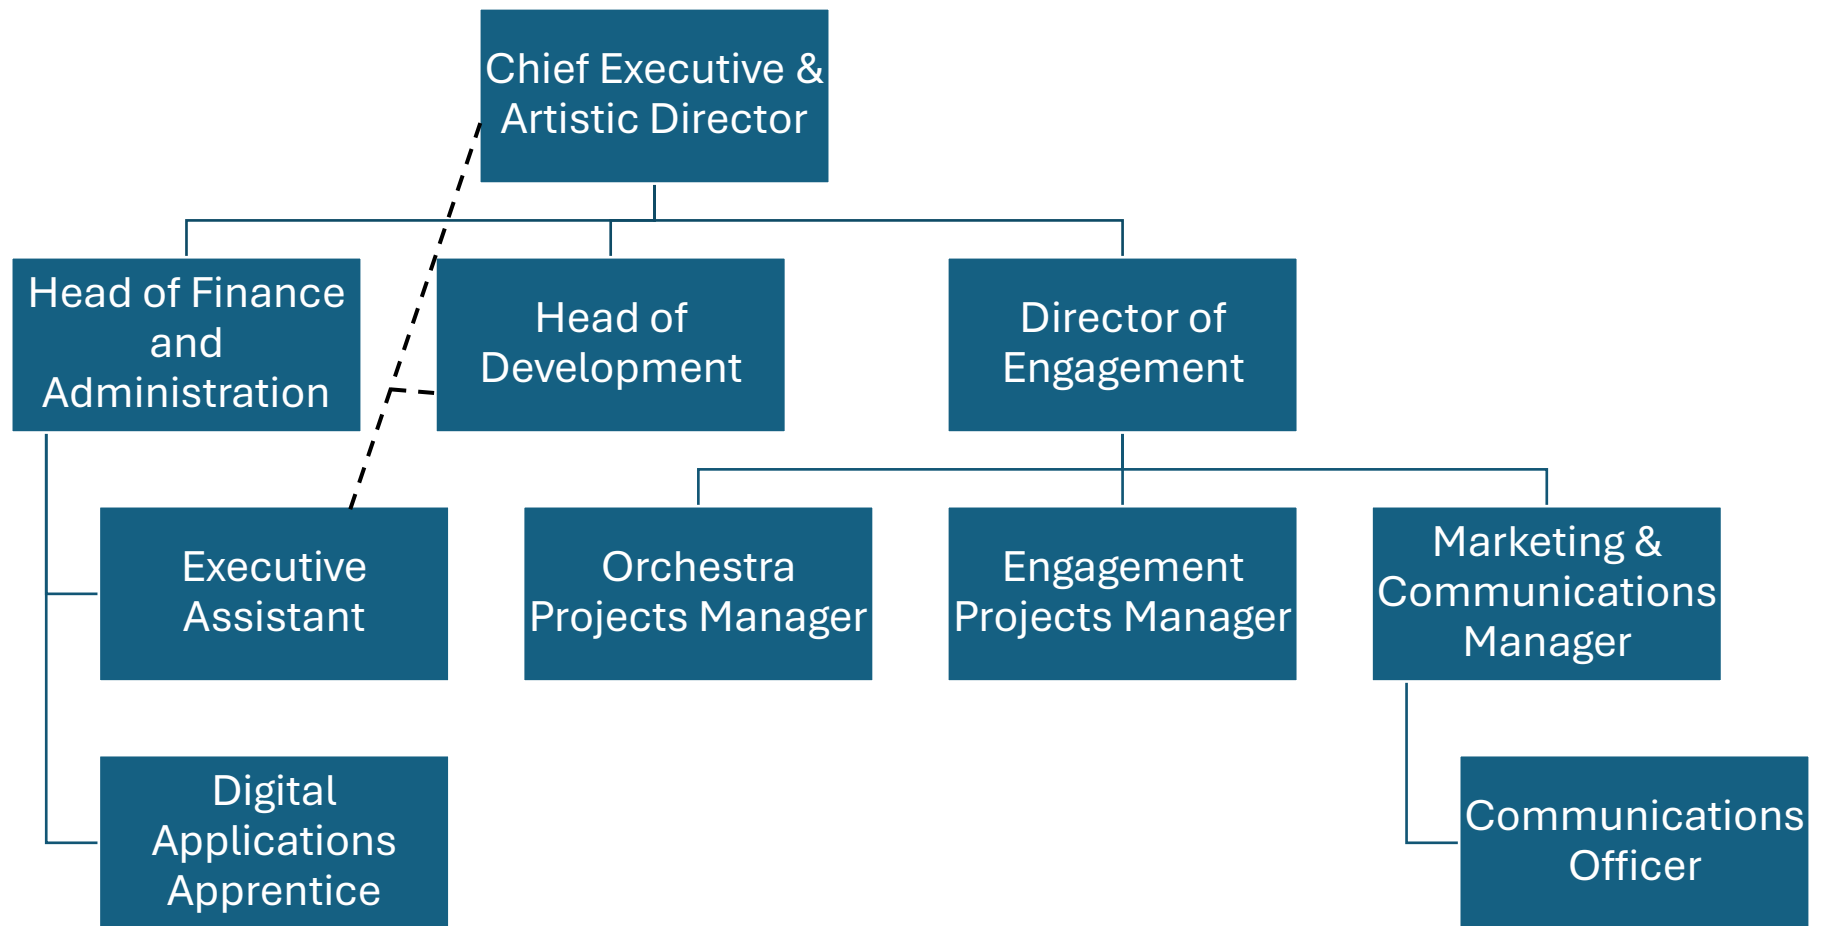 Chief Executive &
Artistic Director
Head of Finance
and
Administration
Head of
Development
Director of
Engagement
Executive
Assistant
Orchestra
Projects Manager
Engagement
Projects Manager
Marketing &
Communications
Manager
Digital
Applications
Apprentice
Communications
Officer